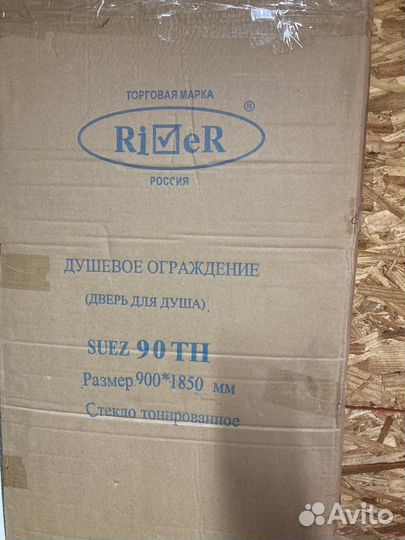 ТОРГОВАЯ МАРКА
RiVeR ®
РОССИЯ
ДУШЕВОЕ ОГРАЖДЕНИЕ
(ДВЕРЬ ДЛЯ ДУША)
SUEZ 90 TH
Размер 900*1850 мм
Стекло тонированное
Avito